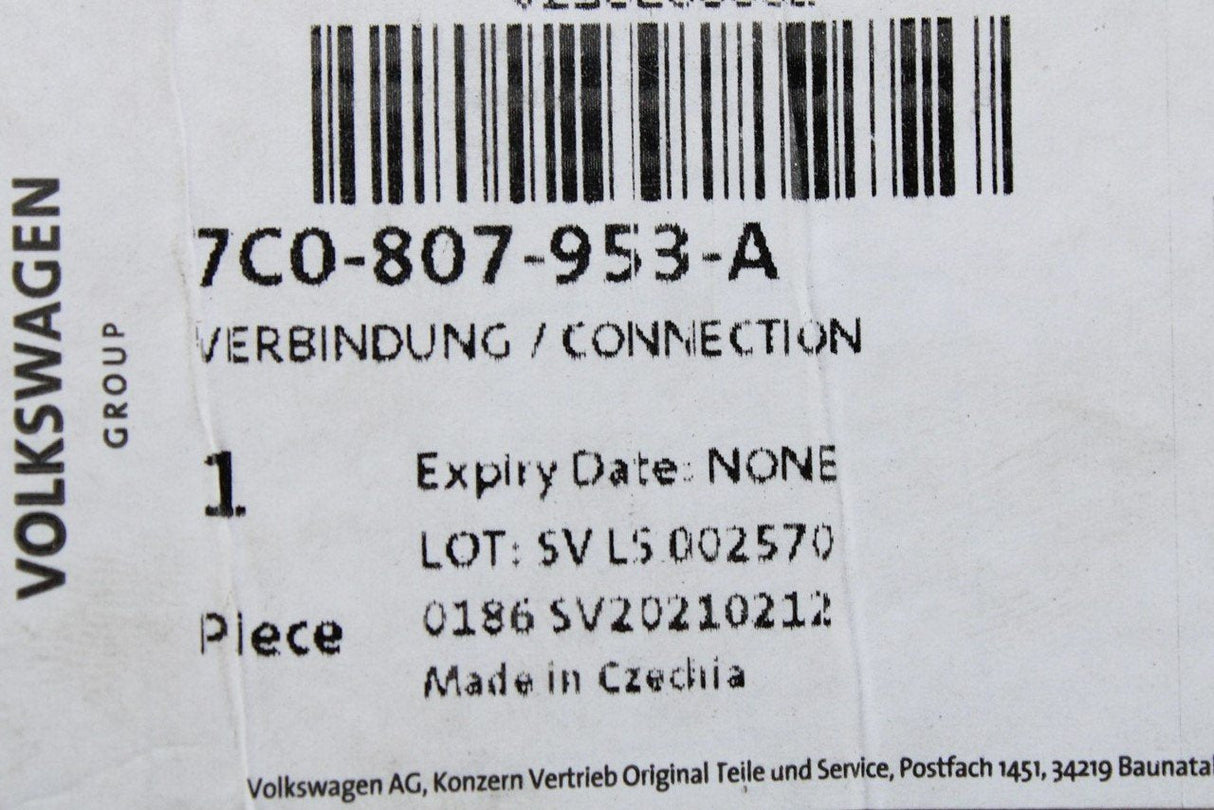 VOLKSWAGEN
GROUP
7C0-807-953-A
VERBINDUNG / CONNECTION
1
Piece
Expiry Date: NONE
LOT: SV LS 002570
0186 SV20210212
Made in Czechia
Volkswagen AG, Konzern Vertrieb Original Teile und Service, Postfach 1451, 34219 Baunatal